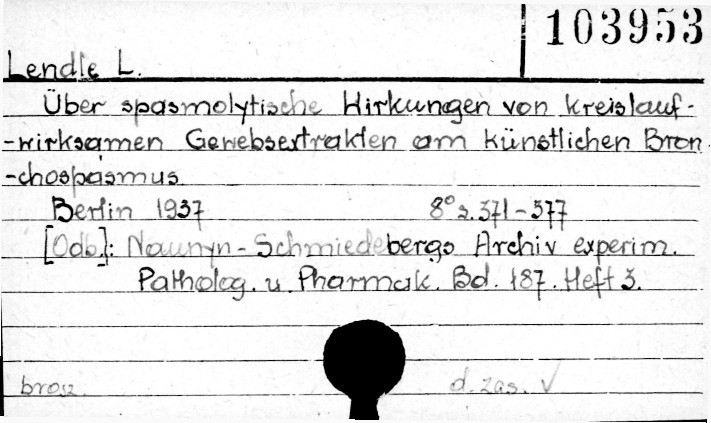 103953
Lendle L.
Über spasmolytische Wirkungen von kreislauf-
-wirksamen Gewebsextrakten am künstlichen Bron-
-chospasmus
Berlin 1937 8° s. 371-377
[Odb.]: Naunyn-Schmiedebergs Archiv experim.
Patholog. u. Pharmak. Bd. 187. Heft 3.
brosz. d. zas. √